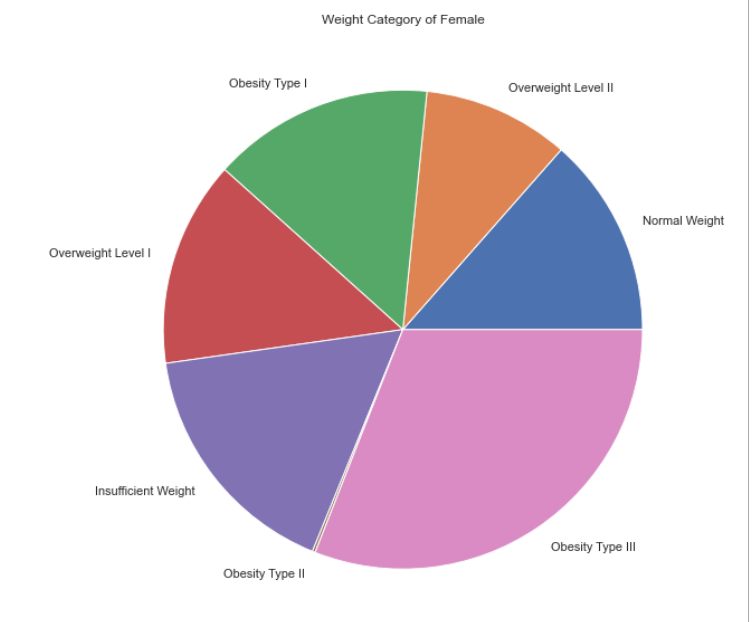 Weight Category of Female
Obesity Type I
Overweight Level II
Normal Weight
Overweight Level I
Insufficient Weight
Obesity Type III
Obesity Type II